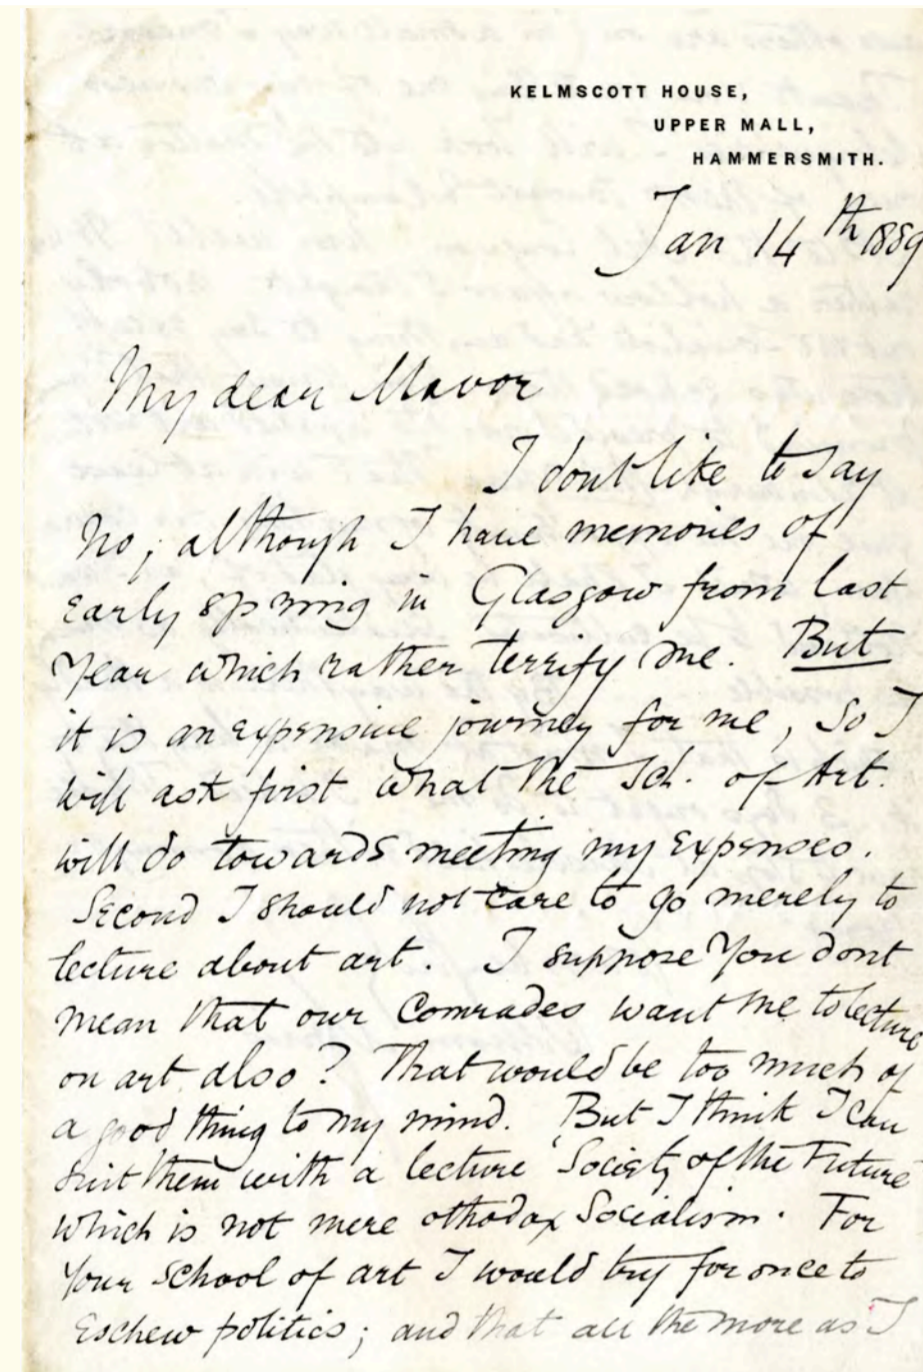 KELMSCOTT HOUSE,
UPPER MALL,
HAMMERSMITH.
Jan 14th 1889
My dear Mavor
I dont like to say
no; although I have memories of
early spring in Glasgow from last
year which rather terrify me. But
it is an expensive journey for me, so I
will ask first what the Sch. of Art.
will do towards meeting my expenses.
Second I should not care to go merely to
lecture about art. I suppose you dont
mean that our comrades want me to lecture
on art also? That would be too much of
a good thing to my mind. But I think I can
suit them with a lecture 'Society of the Future
which is not mere othodox Socialism. For
your school of art I would try for once to
eschew politics; and that all the more as I